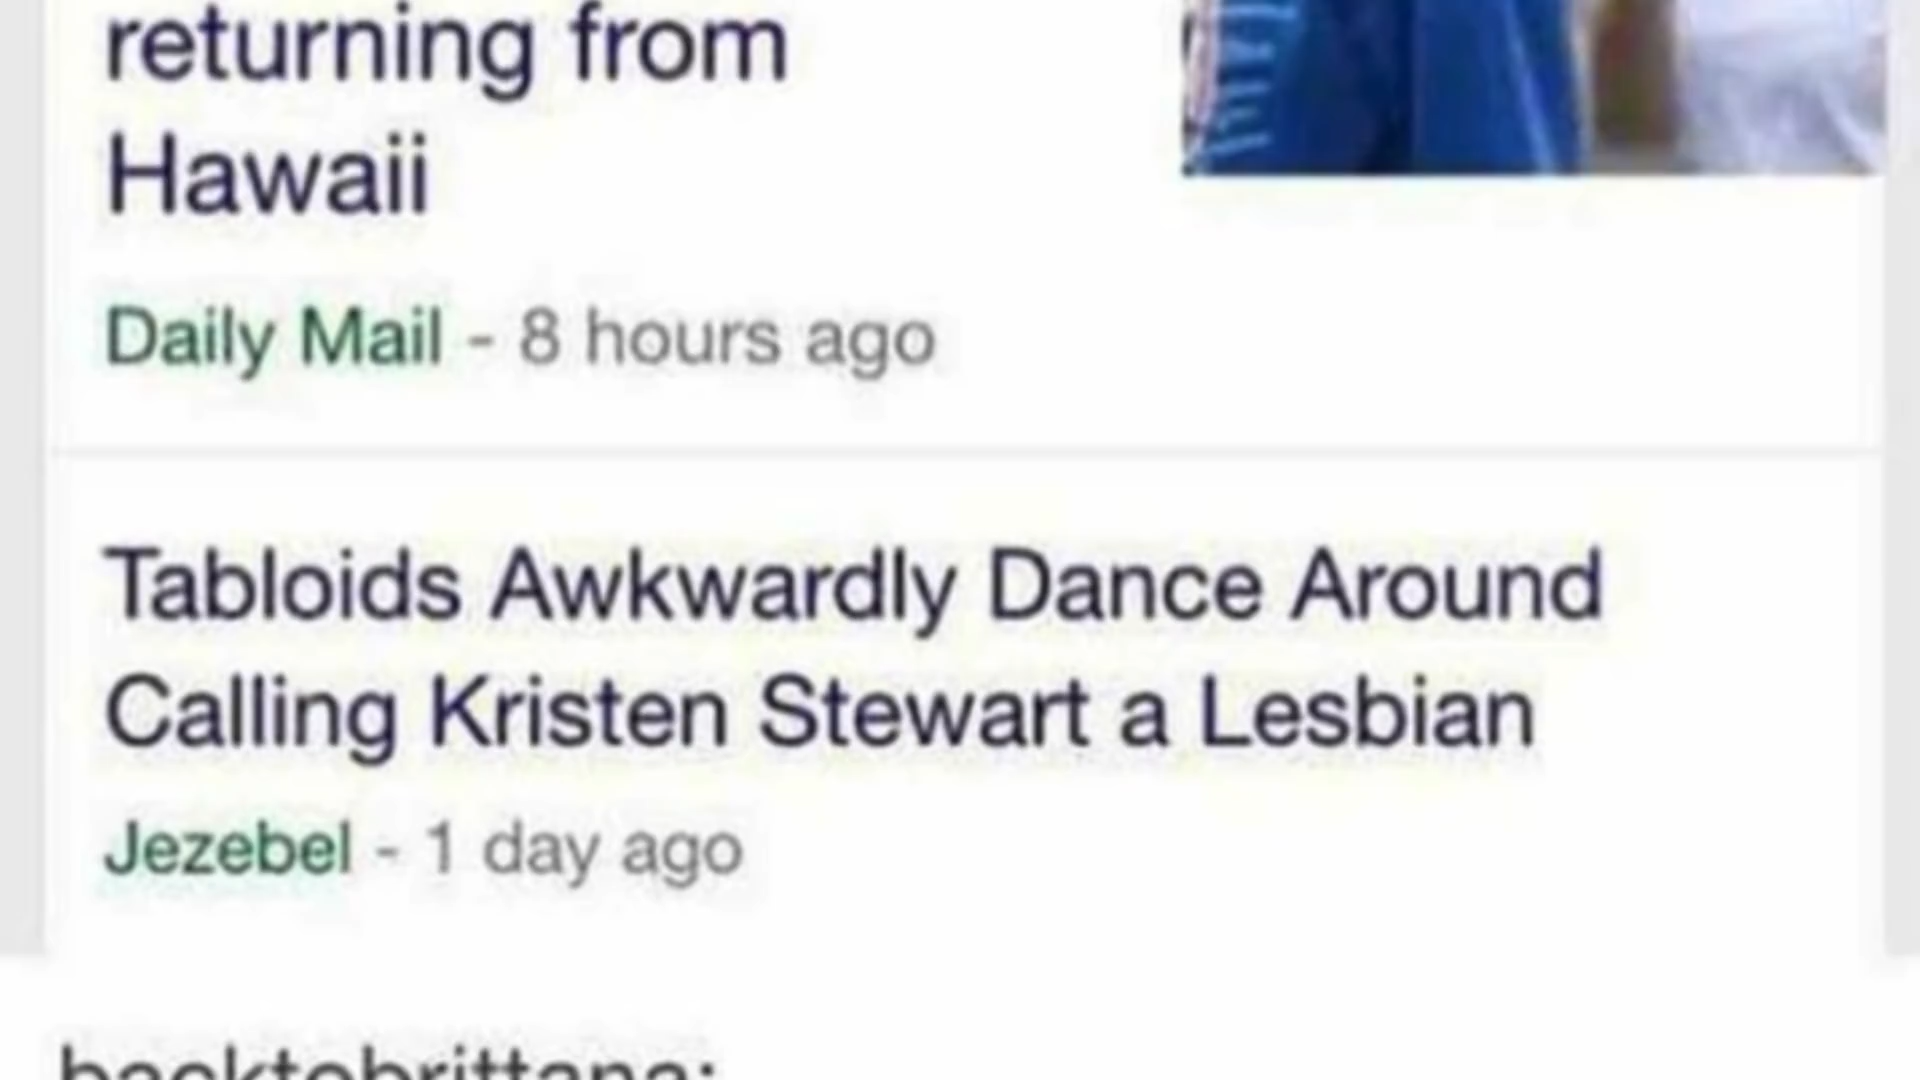 returning from
Hawaii
Daily Mail - 8 hours ago
Tabloids Awkwardly Dance Around
Calling Kristen Stewart a Lesbian
Jezebel - 1 day ago
backtobrittana: